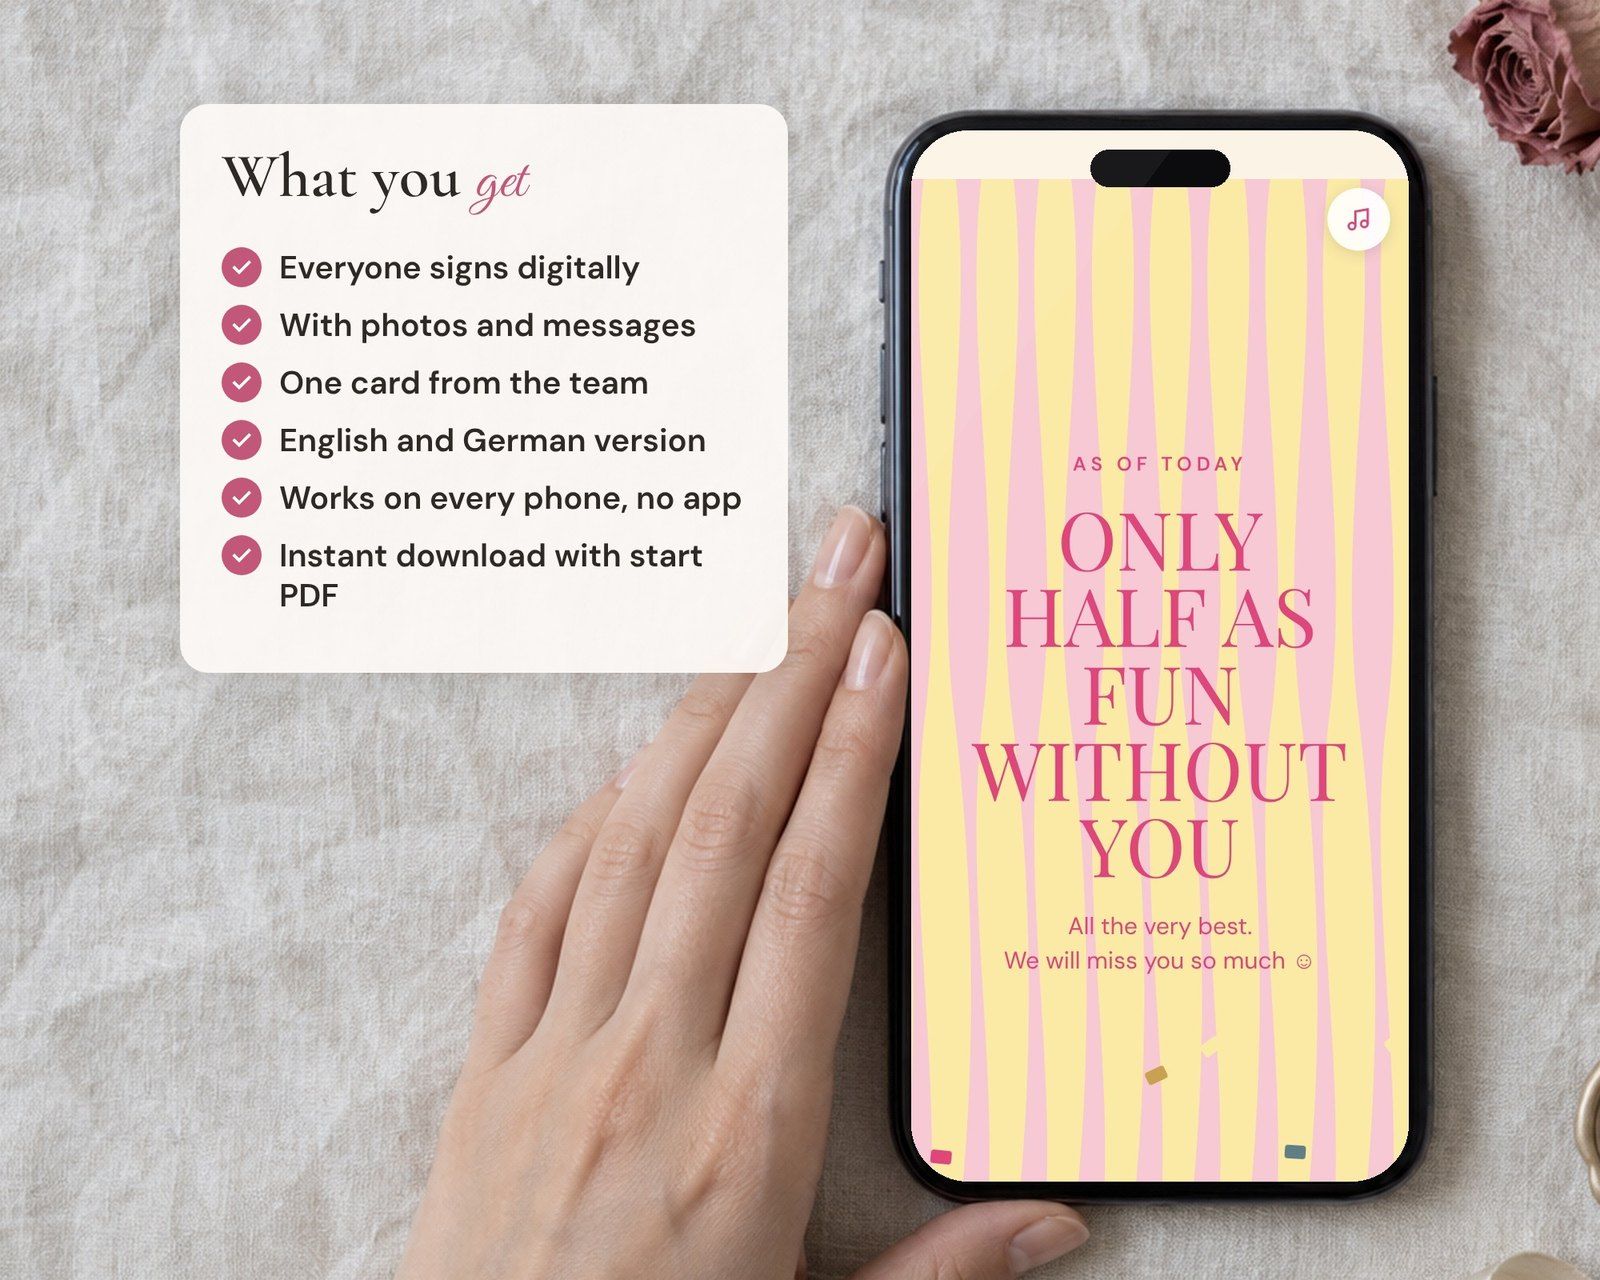 What you get
Everyone signs digitally
With photos and messages
One card from the team
English and German version
Works on every phone, no app
Instant download with start
PDF
AS OF TODAY
ONLY
HALF AS
FUN
WITHOUT
YOU
All the very best.
We will miss you so much ☺